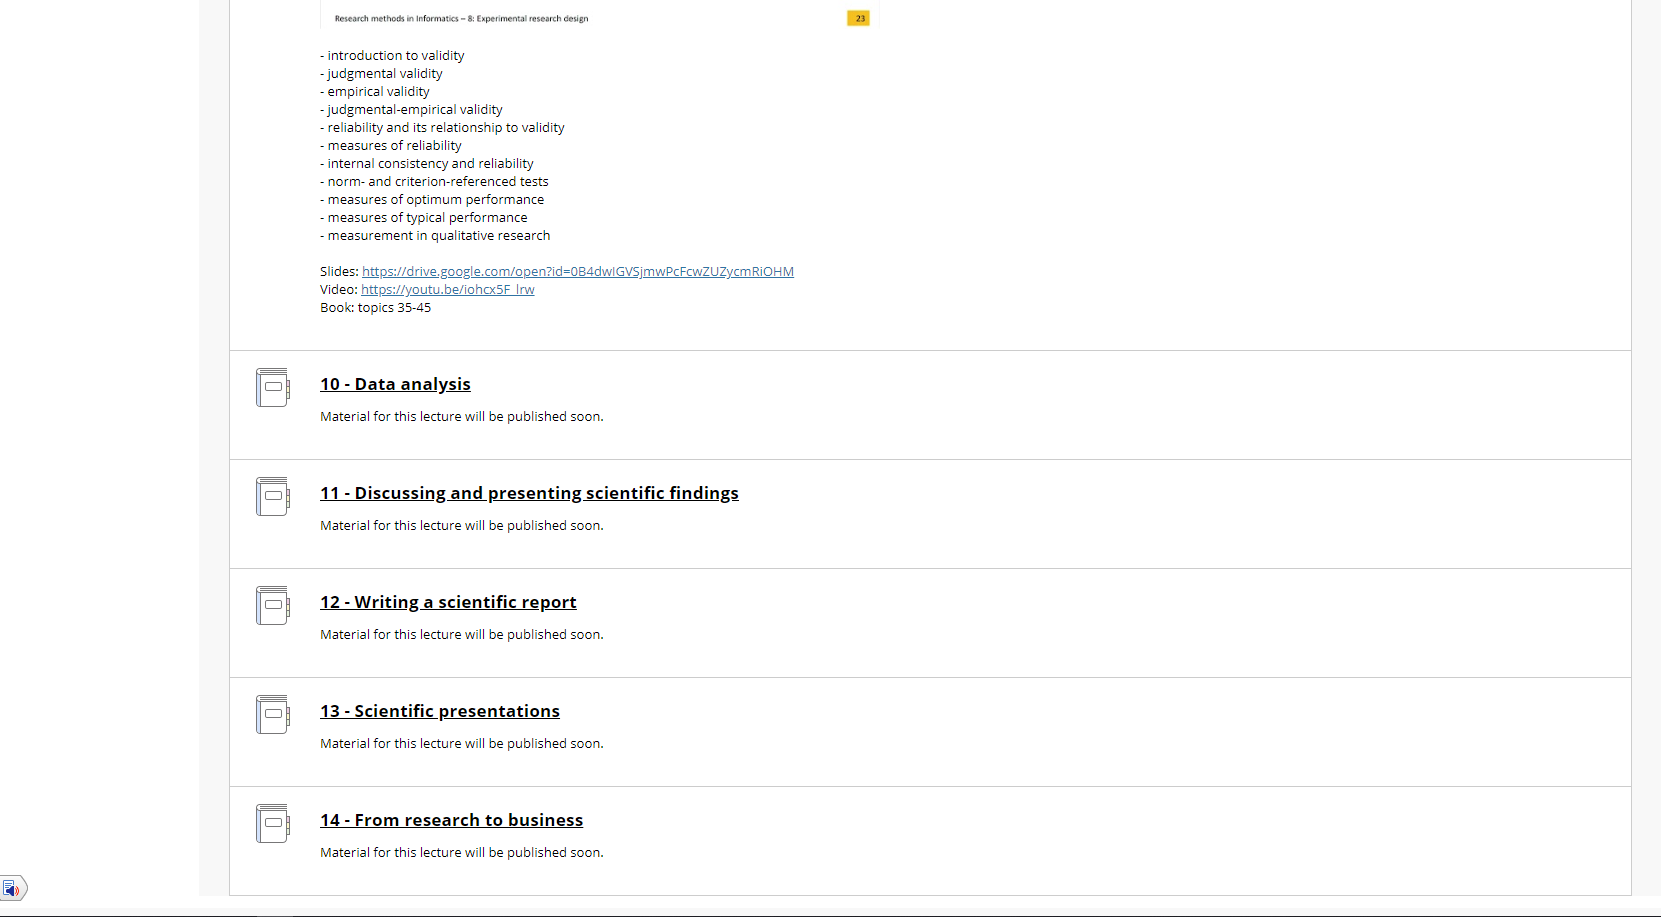 Research methods in Informatics – 8: Experimental research design 23
- introduction to validity
- judgmental validity
- empirical validity
- judgmental-empirical validity
- reliability and its relationship to validity
- measures of reliability
- internal consistency and reliability
- norm- and criterion-referenced tests
- measures of optimum performance
- measures of typical performance
- measurement in qualitative research
Slides: https://drive.google.com/open?id=0B4dwIGVSjmwPcFcwZUZycmRiOHM
Video: https://youtu.be/iohcx5F_lrw
Book: topics 35-45
10 - Data analysis
Material for this lecture will be published soon.
11 - Discussing and presenting scientific findings
Material for this lecture will be published soon.
12 - Writing a scientific report
Material for this lecture will be published soon.
13 - Scientific presentations
Material for this lecture will be published soon.
14 - From research to business
Material for this lecture will be published soon.